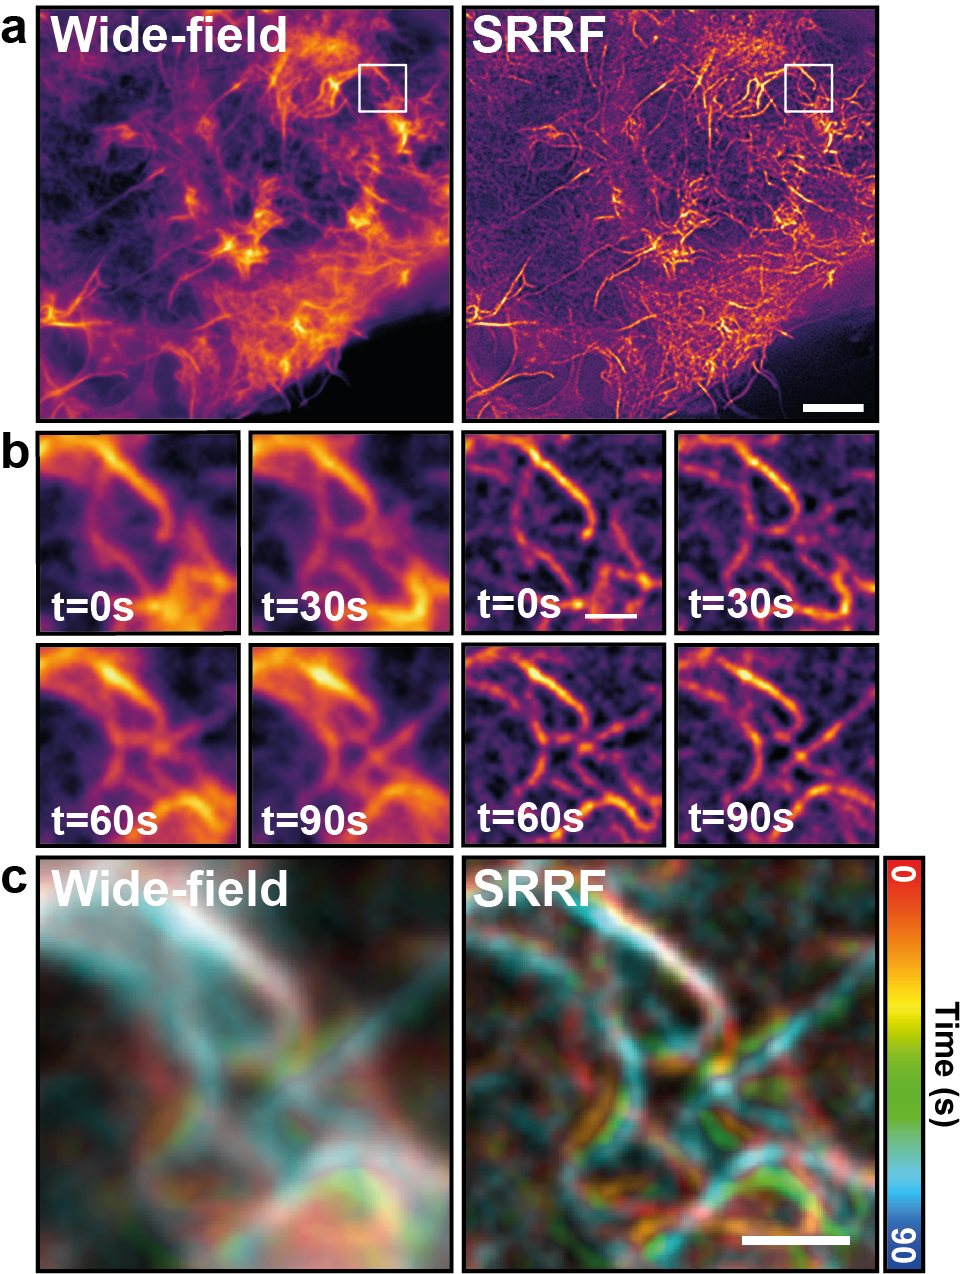 a
Wide-field
SRRF
b
t=0s
t=30s
t=0s
t=30s
t=60s
t=90s
t=60s
t=90s
c
Wide-field
SRRF
0
Time (s)
90